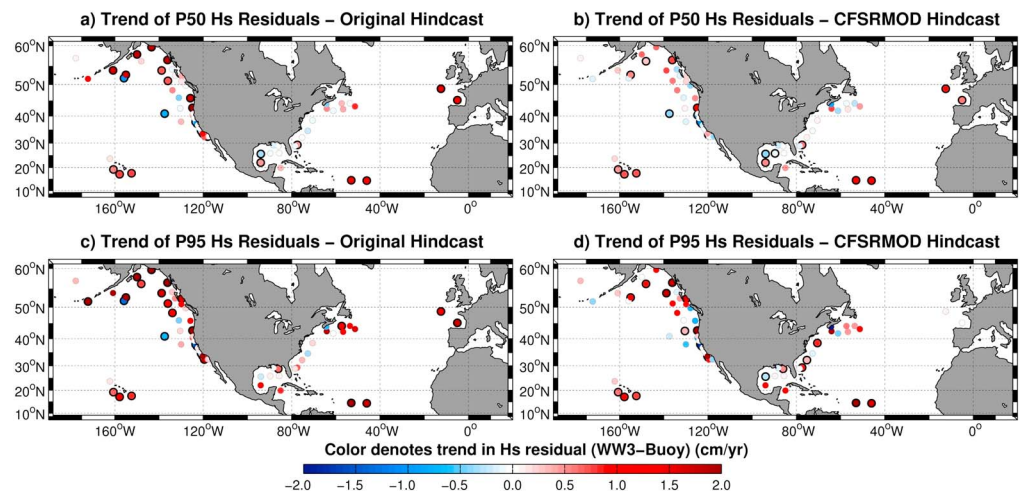 a) Trend of P50 Hs Residuals − Original Hindcast
b) Trend of P50 Hs Residuals − CFSRMOD Hindcast
60°N
50°N
40°N
30°N
20°N
10°N
160°W 120°W 80°W 40°W 0°
60°N
50°N
40°N
30°N
20°N
10°N
160°W 120°W 80°W 40°W 0°
c) Trend of P95 Hs Residuals − Original Hindcast
d) Trend of P95 Hs Residuals − CFSRMOD Hindcast
60°N
50°N
40°N
30°N
20°N
10°N
160°W 120°W 80°W 40°W 0°
60°N
50°N
40°N
30°N
20°N
10°N
160°W 120°W 80°W 40°W 0°
Color denotes trend in Hs residual (WW3−Buoy) (cm/yr)
−2.0 −1.5 −1.0 −0.5 0.0 0.5 1.0 1.5 2.0